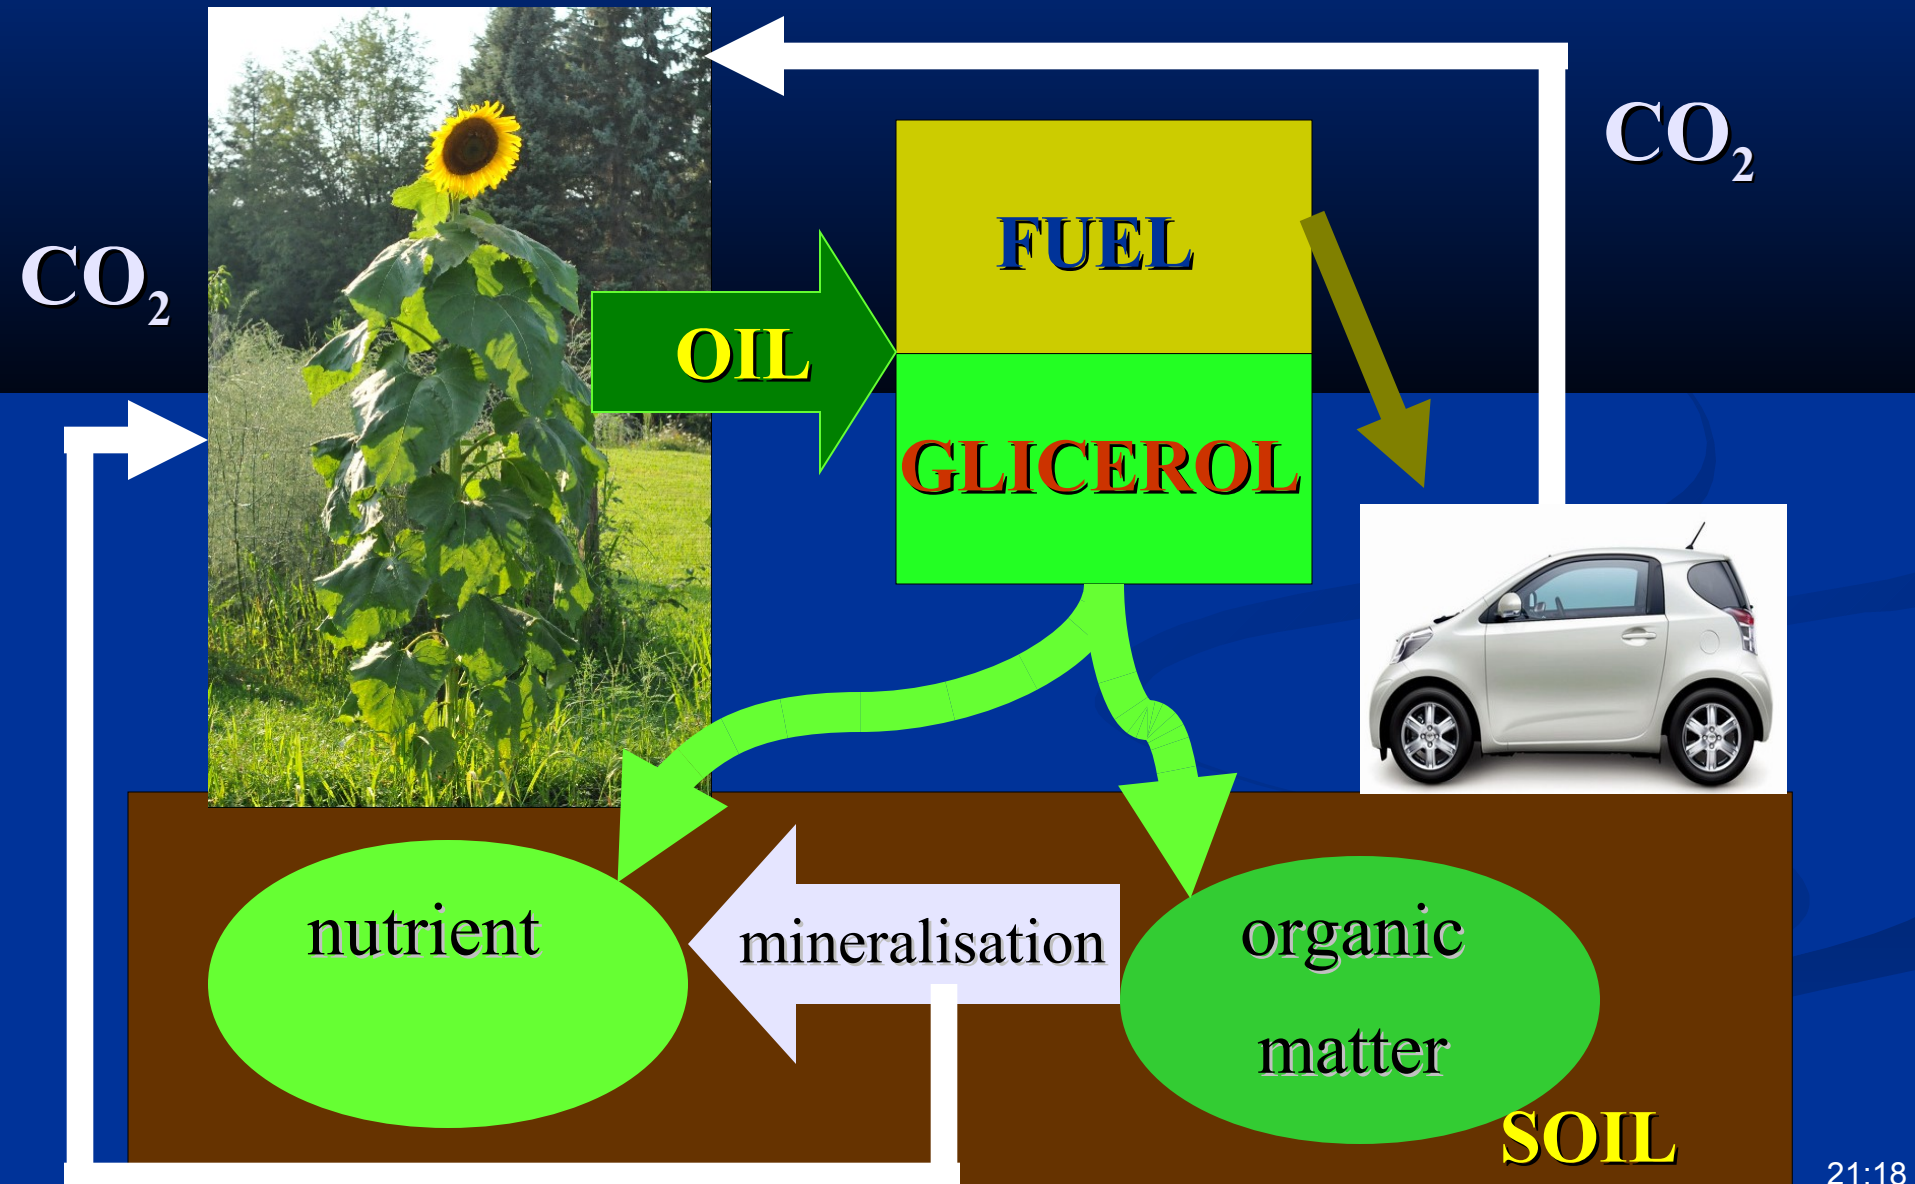 CO₂
CO₂
FUEL
OIL
GLICEROL
nutrient
mineralisation
organic
matter
SOIL
21:18